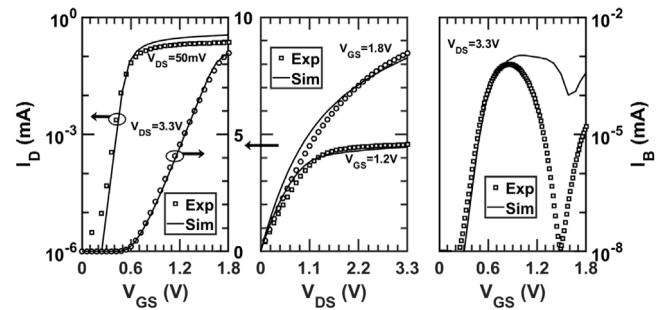 I_D (mA)
10^0
10^-3
10^-6
V_DS=50mV
V_DS=3.3V
Exp
Sim
0 0.6 1.2 1.8
V_GS (V)
10
5
0
V_GS=1.8V
Exp
Sim
V_GS=1.2V
0 1.1 2.2 3.3
V_DS (V)
V_DS=3.3V
Exp
Sim
0.6 1.2 1.8
V_GS (V)
10^-2
10^-5
10^-8
I_B (mA)